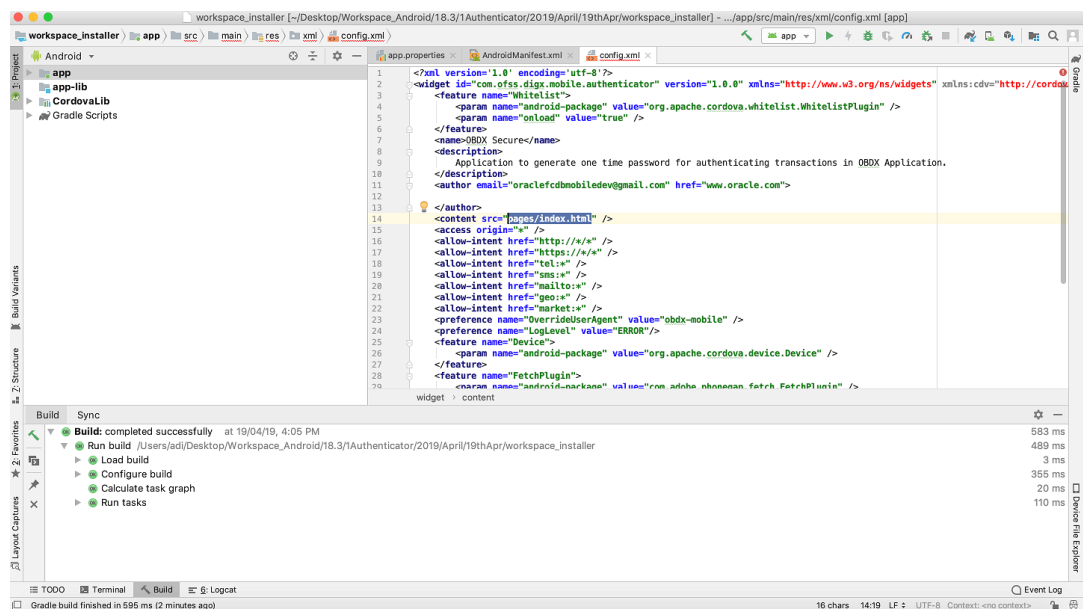 workspace_installer [~/Desktop/Workspace_Android/18.3/1Authenticator/2019/April/19thApr/workspace_installer] - .../app/src/main/res/xml/config.xml [app]
workspace_installer app src main res xml config.xml app
Android
app.properties AndroidManifest.xml config.xml
1: Project
Gradle
app
app-lib
CordovaLib
Gradle Scripts
1 <?xml version='1.0' encoding='utf-8'?>
2 <widget id="com.ofss.digx.mobile.authenticator" version="1.0.0" xmlns="http://www.w3.org/ns/widgets" xmlns:cdv="http://cordov
3 <feature name="Whitelist">
4 <param name="android-package" value="org.apache.cordova.whitelist.WhitelistPlugin" />
5 <param name="onload" value="true" />
6 </feature>
7 <name>OBDX Secure</name>
8 <description>
9 Application to generate one time password for authenticating transactions in OBDX Application.
10 </description>
11 <author email="oraclefcdbmobiledev@gmail.com" href="www.oracle.com">
12
13 </author>
14 <content src="pages/index.html" />
15 <access origin="*" />
16 <allow-intent href="http://*/*" />
17 <allow-intent href="https://*/*" />
18 <allow-intent href="tel:*" />
19 <allow-intent href="sms:*" />
20 <allow-intent href="mailto:*" />
21 <allow-intent href="geo:*" />
22 <allow-intent href="market:*" />
23 <preference name="OverrideUserAgent" value="obdx-mobile" />
24 <preference name="LogLevel" value="ERROR"/>
25 <feature name="Device">
26 <param name="android-package" value="org.apache.cordova.device.Device" />
27 </feature>
28 <feature name="FetchPlugin">
29 <param name="android-package" value="com.adobe.phonegap.fetch.FetchPlugin" />
widget › content
Build Variants
7: Structure
2: Favorites
Layout Captures
Device File Explorer
Build Sync
Build: completed successfully at 19/04/19, 4:05 PM 583 ms
Run build /Users/adi/Desktop/Workspace_Android/18.3/1Authenticator/2019/April/19thApr/workspace_installer 489 ms
Load build 3 ms
Configure build 355 ms
Calculate task graph 20 ms
Run tasks 110 ms
TODO Terminal Build 6: Logcat Event Log
Gradle build finished in 595 ms (2 minutes ago) 16 chars 14:19 LF UTF-8 Context: <no context>